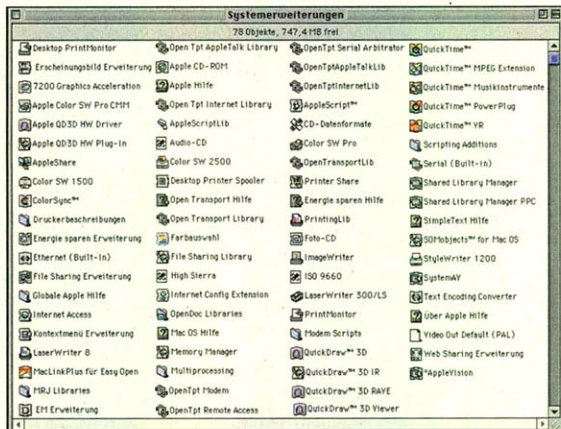 Systemerweiterungen
78 Objekte, 747,4 MB frei
Desktop PrintMonitor
Erscheinungsbild Erweiterung
7200 Graphics Acceleration
Apple Color SW Pro CMM
Apple QD3D HW Driver
Apple QD3D HW Plug-In
AppleShare
Color SW 1500
ColorSync™
Druckerbeschreibungen
Energie sparen Erweiterung
Ethernet (Built-In)
File Sharing Erweiterung
Globale Apple Hilfe
Internet Access
Kontextmenü Erweiterung
LaserWriter 8
MacLinkPlus für Easy Open
MRJ Libraries
EM Erweiterung
Open Tpt AppleTalk Library
Apple CD-ROM
Apple Hilfe
Open Tpt Internet Library
AppleScriptLib
Audio-CD
Color SW 2500
Desktop Printer Spooler
Open Transport Hilfe
Open Transport Library
Farbauswahl
File Sharing Library
High Sierra
Internet Config Extension
OpenDoc Libraries
Mac OS Hilfe
Memory Manager
Multiprocessing
OpenTpt Modem
OpenTpt Remote Access
OpenTpt Serial Arbitrator
OpenTptAppleTalkLib
OpenTptInternetLib
AppleScript™
CD-Datenformate
Color SW Pro
OpenTransportLib
Printer Share
Energie sparen Hilfe
PrintingLib
Foto-CD
ImageWriter
ISO 9660
LaserWriter 300/LS
PrintMonitor
Modem Scripts
QuickDraw™ 3D
QuickDraw™ 3D IR
QuickDraw™ 3D RAVE
QuickDraw™ 3D Viewer
QuickTime™
QuickTime™ MPEG Extension
QuickTime™ Musikinstrumente
QuickTime™ PowerPlug
QuickTime™ VR
Scripting Additions
Serial (Built-in)
Shared Library Manager
Shared Library Manager PPC
SimpleText Hilfe
SOMobjects™ for Mac OS
StyleWriter 1200
SystemAV
Text Encoding Converter
Über Apple Hilfe
Video Out Default (PAL)
Web Sharing Erweiterung
°AppleVision